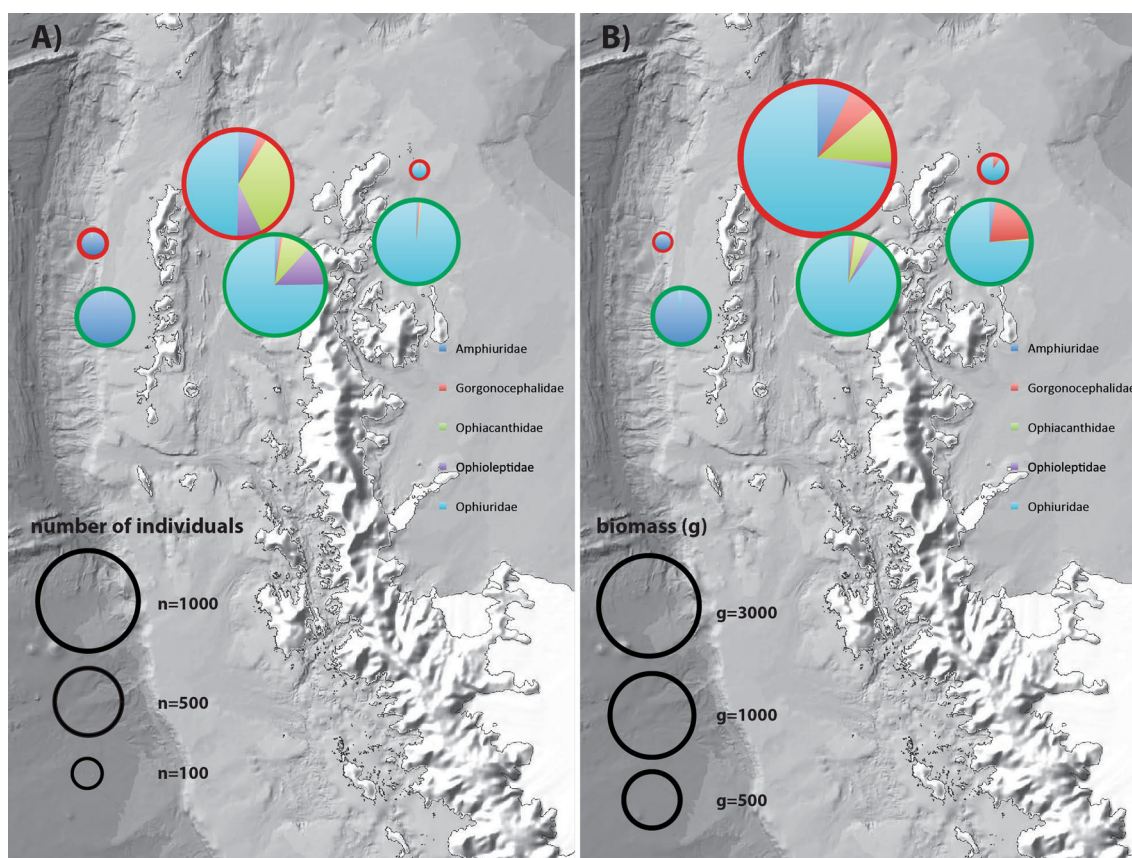 A)
Amphiuridae
Gorgonocephalidae
Ophiacanthidae
Ophioleptidae
Ophiuridae
number of individuals
n=1000
n=500
n=100
B)
Amphiuridae
Gorgonocephalidae
Ophiacanthidae
Ophioleptidae
Ophiuridae
biomass (g)
g=3000
g=1000
g=500